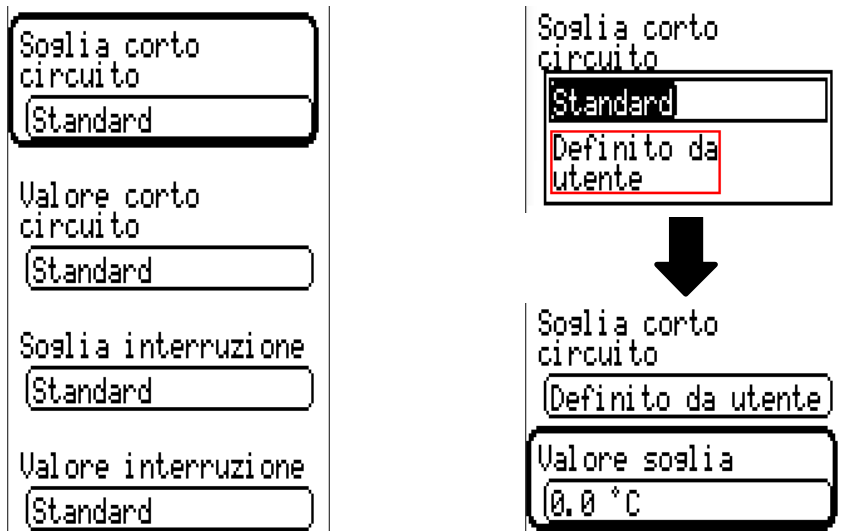 Soglia corto
circuito
Standard
Valore corto
circuito
Standard
Soglia interruzione
Standard
Valore interruzione
Standard
Soglia corto
circuito
Standard
Definito da
utente
Soglia corto
circuito
Definito da utente
Valore soglia
0.0 °C